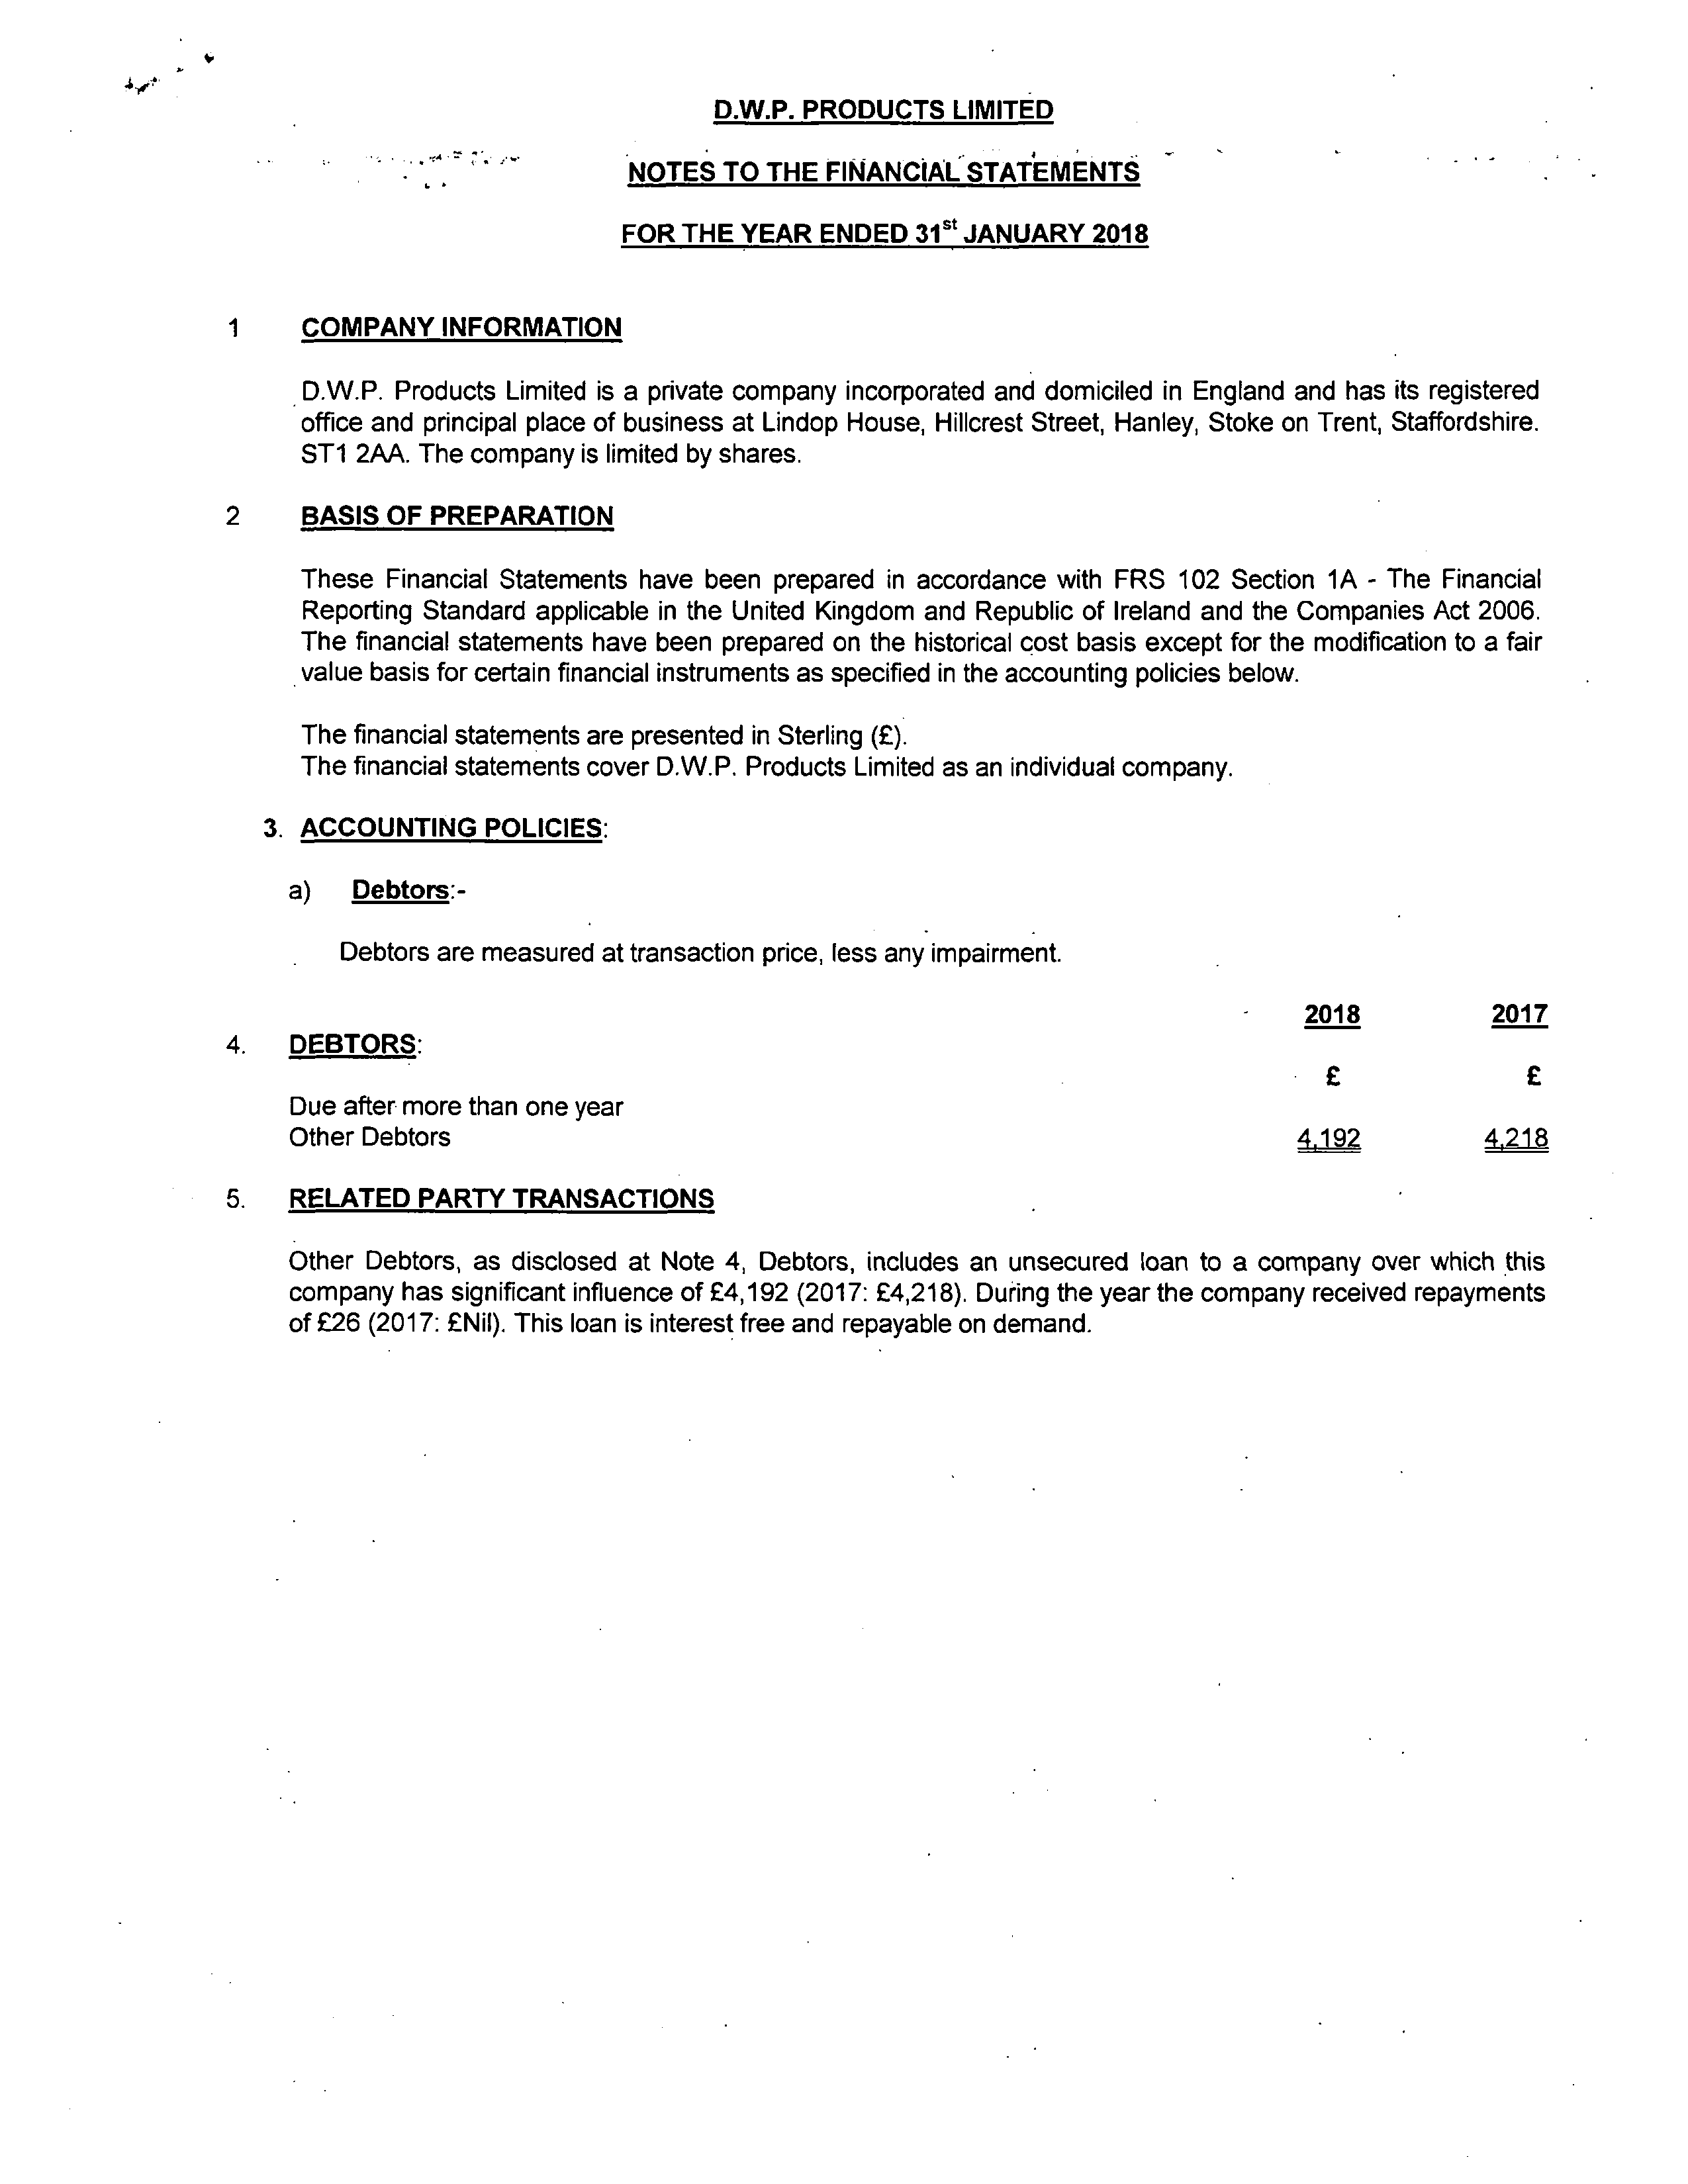 D.W.P. PRODUCTS LIMITED
NOTES TO THE FINANCIAL STATEMENTS
FOR THE YEAR ENDED 31st JANUARY 2018
1 COMPANY INFORMATION
D.W.P. Products Limited is a private company incorporated and domiciled in England and has its registered
office and principal place of business at Lindop House, Hillcrest Street, Hanley, Stoke on Trent, Staffordshire.
ST1 2AA. The company is limited by shares.
2 BASIS OF PREPARATION
These Financial Statements have been prepared in accordance with FRS 102 Section 1A - The Financial
Reporting Standard applicable in the United Kingdom and Republic of Ireland and the Companies Act 2006.
The financial statements have been prepared on the historical cost basis except for the modification to a fair
value basis for certain financial instruments as specified in the accounting policies below.
The financial statements are presented in Sterling (£).
The financial statements cover D.W.P. Products Limited as an individual company.
3. ACCOUNTING POLICIES:
a) Debtors:-
Debtors are measured at transaction price, less any impairment.
2018 2017
4. DEBTORS:
£ £
Due after more than one year
Other Debtors 4,192 4,218
5. RELATED PARTY TRANSACTIONS
Other Debtors, as disclosed at Note 4, Debtors, includes an unsecured loan to a company over which this
company has significant influence of £4,192 (2017: £4,218). During the year the company received repayments
of £26 (2017: £Nil). This loan is interest free and repayable on demand.